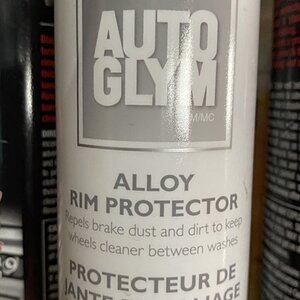 AUTO
GLYM
M/MC
ALLOY
RIM PROTECTOR
Repels brake dust and dirt to keep
wheels cleaner between washes
PROTECTEUR DE